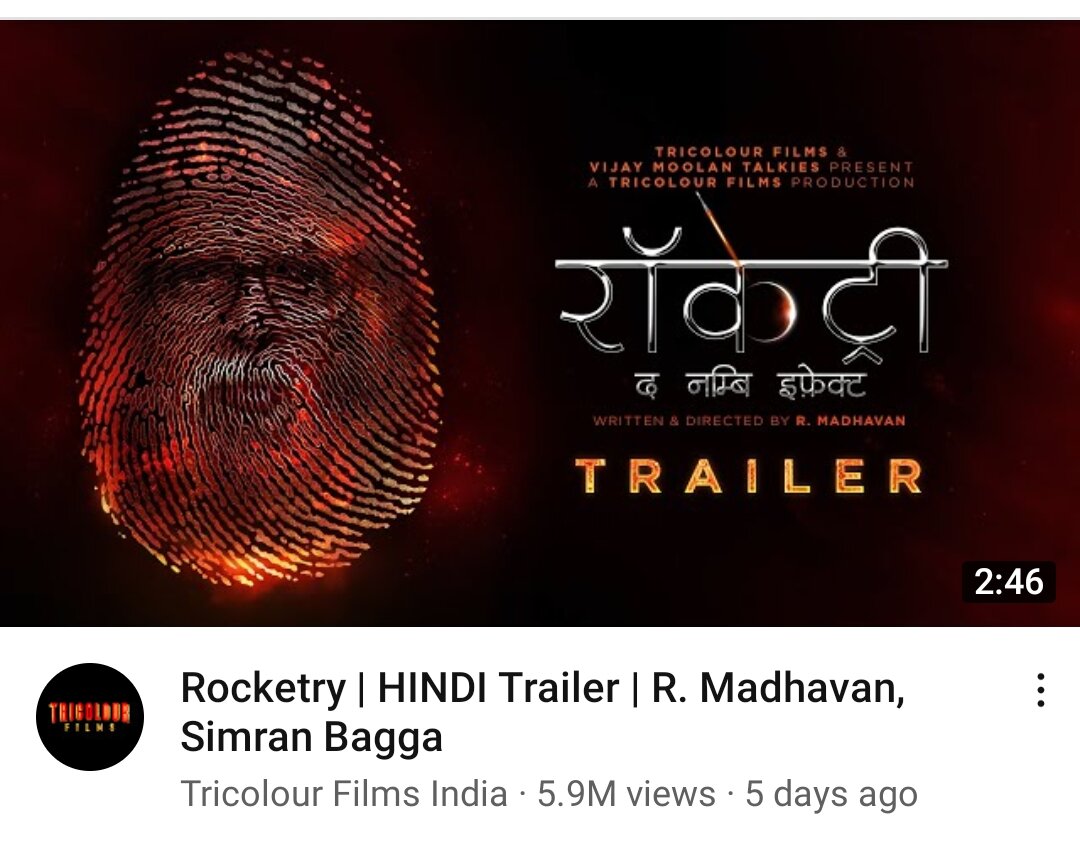 TRICOLOUR FILMS &
VIJAY MOOLAN TALKIES PRESENT
A TRICOLOUR FILMS PRODUCTION
रॉकेट्री
द नम्बि इफ़ेक्ट
WRITTEN & DIRECTED BY R. MADHAVAN
TRAILER
2:46
TRICOLOUR
FILMS
Rocketry | HINDI Trailer | R. Madhavan,
Simran Bagga
Tricolour Films India · 5.9M views · 5 days ago